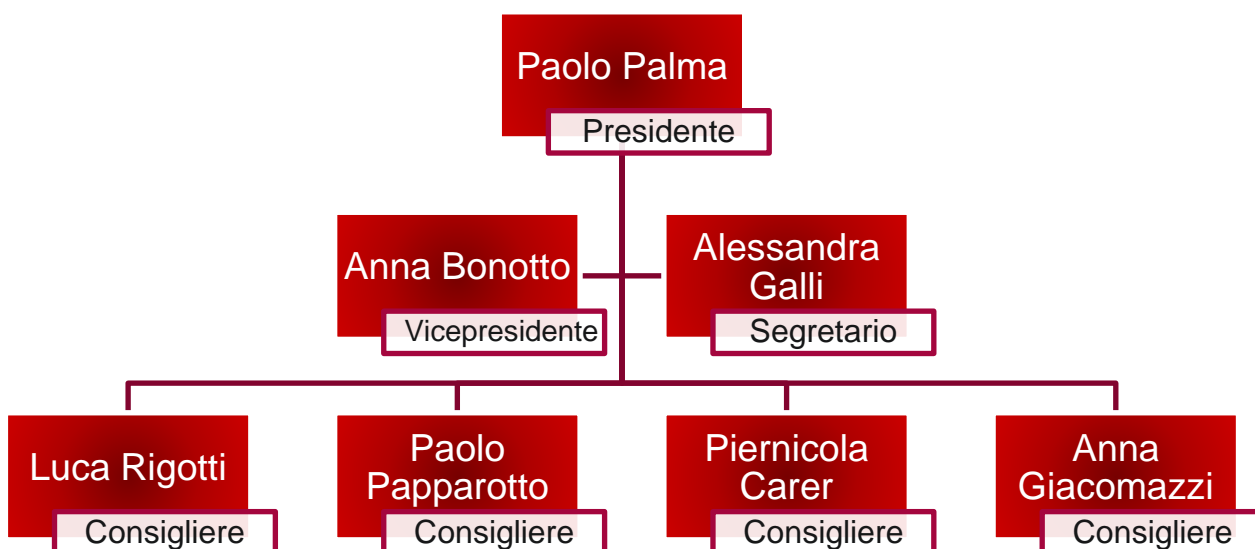 Paolo Palma
Presidente
Anna Bonotto
Vicepresidente
Alessandra
Galli
Segretario
Luca Rigotti
Consigliere
Paolo
Papparotto
Consigliere
Piernicola
Carer
Consigliere
Anna
Giacomazzi
Consigliere